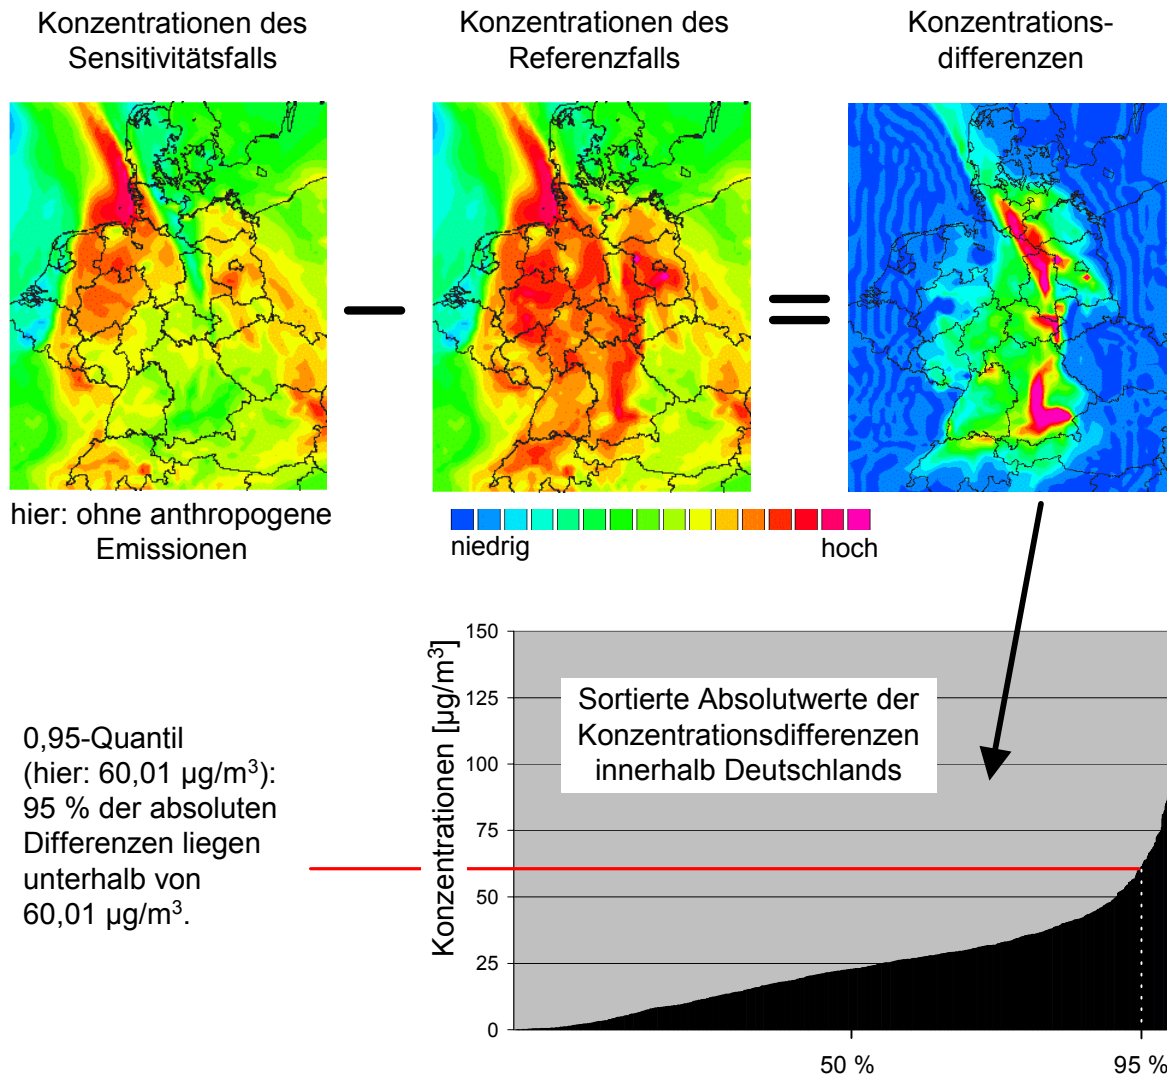 Konzentrationen des
Sensitivitätsfalls
Konzentrationen des
Referenzfalls
Konzentrations-
differenzen
hier: ohne anthropogene
Emissionen
niedrig
hoch
0,95-Quantil
(hier: 60,01 µg/m³):
95 % der absoluten
Differenzen liegen
unterhalb von
60,01 µg/m³.
Konzentrationen [µg/m³]
150
125
100
75
50
25
0
Sortierte Absolutwerte der
Konzentrationsdifferenzen
innerhalb Deutschlands
50 %
95 %